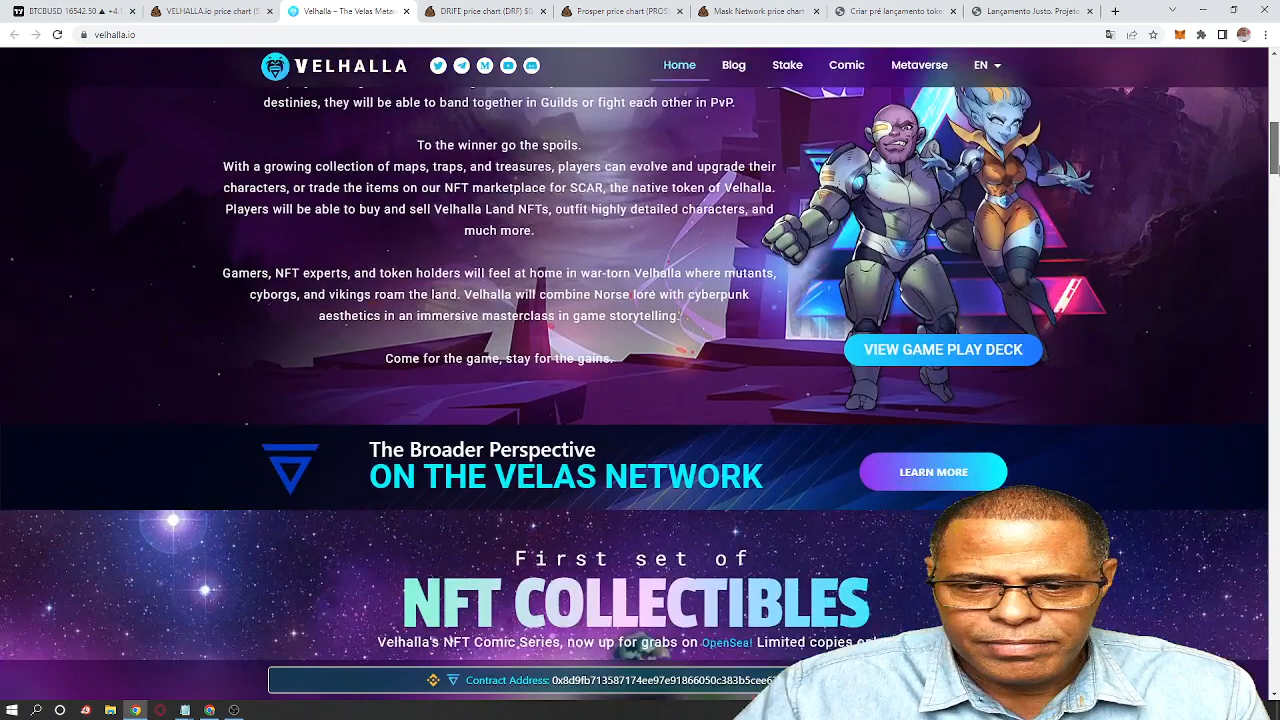 BTCBUSD 16542.50 ▲ +4.1
VELHALLA.io price chart (S
Velhalla – The Velas Metav
DRIFE price chart (DRF) $0
Prosper price chart (PROS
Mask Network price chart
Criar pré lançamento toke
Lançamento Justo. Projeto
velhalla.io
VELHALLA
Home
Blog
Stake
Comic
Metaverse
EN
destinies, they will be able to band together in Guilds or fight each other in PvP.
To the winner go the spoils.
With a growing collection of maps, traps, and treasures, players can evolve and upgrade their
characters, or trade the items on our NFT marketplace for SCAR, the native token of Velhalla.
Players will be able to buy and sell Velhalla Land NFTs, outfit highly detailed characters, and
much more.
Gamers, NFT experts, and token holders will feel at home in war-torn Velhalla where mutants,
cyborgs, and vikings roam the land. Velhalla will combine Norse lore with cyberpunk
aesthetics in an immersive masterclass in game storytelling.
Come for the game, stay for the gains.
VIEW GAME PLAY DECK
The Broader Perspective
ON THE VELAS NETWORK
LEARN MORE
First set of
NFT COLLECTIBLES
Velhalla's NFT Comic Series, now up for grabs on OpenSea! Limited copies
Contract Address: 0x8d9fb713587174ee97e91866050c383b5cee6